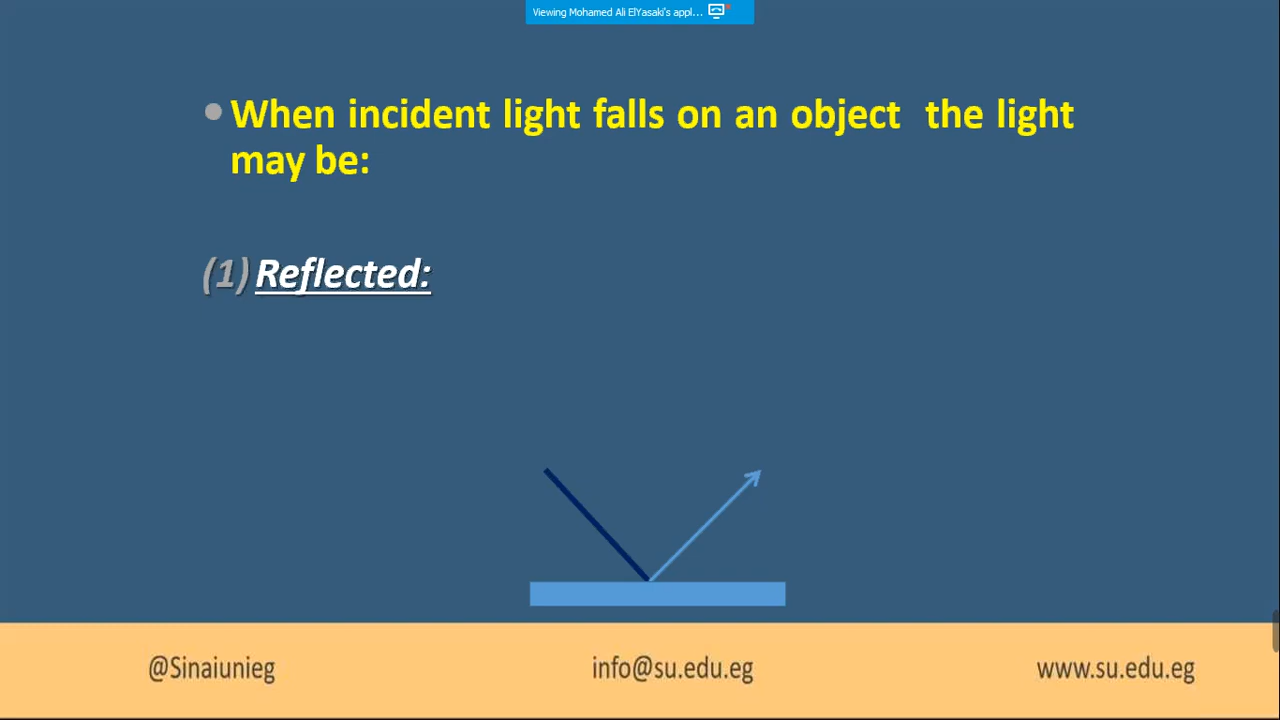 Viewing Mohamed Ali ElYasaki's appl...
When incident light falls on an object the light
may be:
(1) Reflected:
@Sinaiunieg info@su.edu.eg www.su.edu.eg